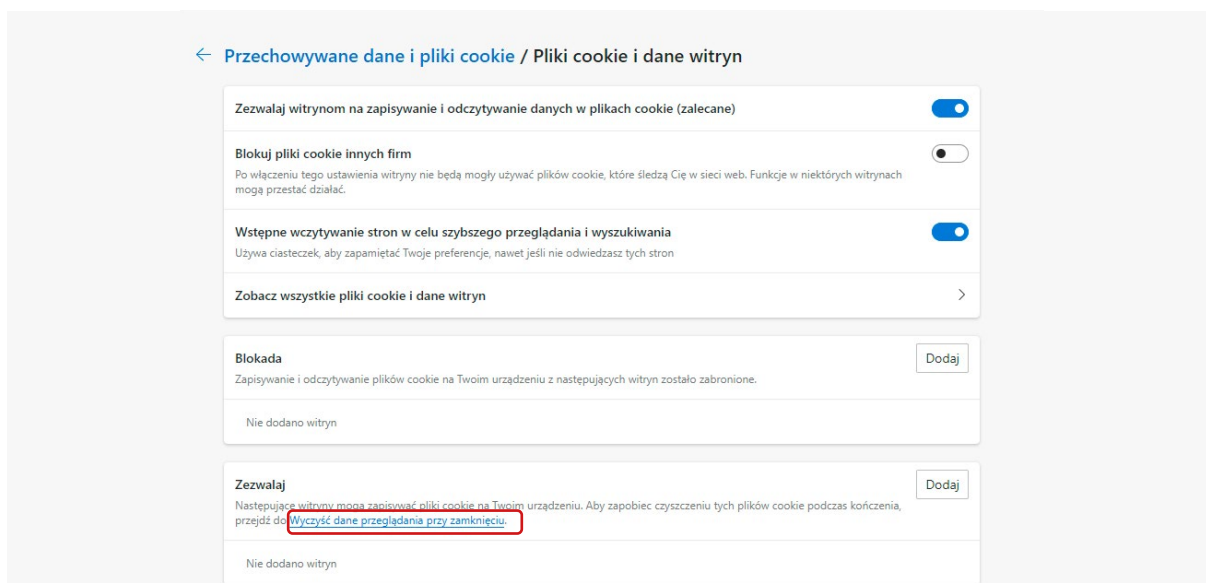 Przechowywane dane i pliki cookie / Pliki cookie i dane witryn
Zezwalaj witrynom na zapisywanie i odczytywanie danych w plikach cookie (zalecane)
Blokuj pliki cookie innych firm
Po włączeniu tego ustawienia witryny nie będą mogły używać plików cookie, które śledzą Cię w sieci web. Funkcje w niektórych witrynach
mogą przestać działać.
Wstępne wczytywanie stron w celu szybszego przeglądania i wyszukiwania
Używa ciasteczek, aby zapamiętać Twoje preferencje, nawet jeśli nie odwiedzasz tych stron
Zobacz wszystkie pliki cookie i dane witryn
Blokada
Dodaj
Zapisywanie i odczytywanie plików cookie na Twoim urządzeniu z następujących witryn zostało zabronione.
Nie dodano witryn
Zezwalaj
Dodaj
Następujące witryny mogą zapisywać pliki cookie na Twoim urządzeniu. Aby zapobiec czyszczeniu tych plików cookie podczas kończenia,
przejdź do Wyczyść dane przeglądania przy zamknięciu.
Nie dodano witryn